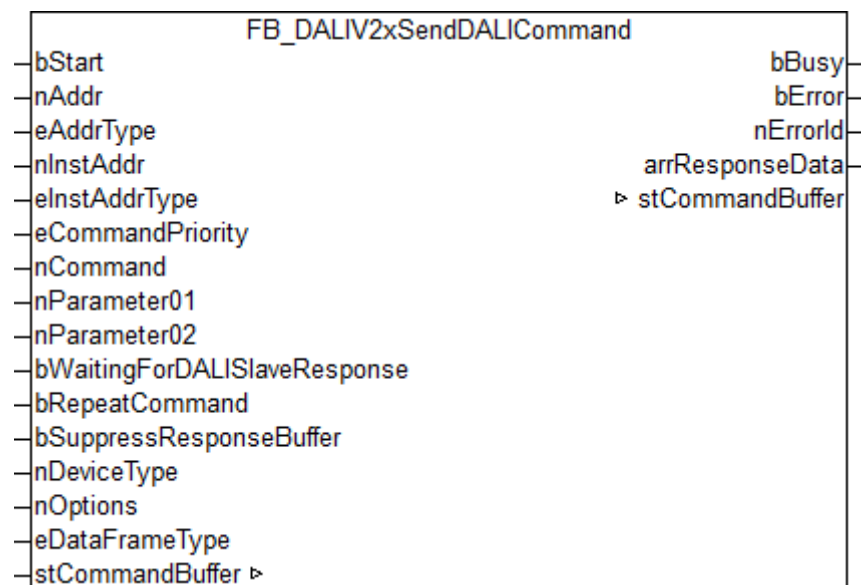 FB_DALIV2xSendDALICommand
bStart bBusy
nAddr bError
eAddrType nErrorId
nInstAddr arrResponseData
eInstAddrType stCommandBuffer
eCommandPriority
nCommand
nParameter01
nParameter02
bWaitingForDALISlaveResponse
bRepeatCommand
bSuppressResponseBuffer
nDeviceType
nOptions
eDataFrameType
stCommandBuffer